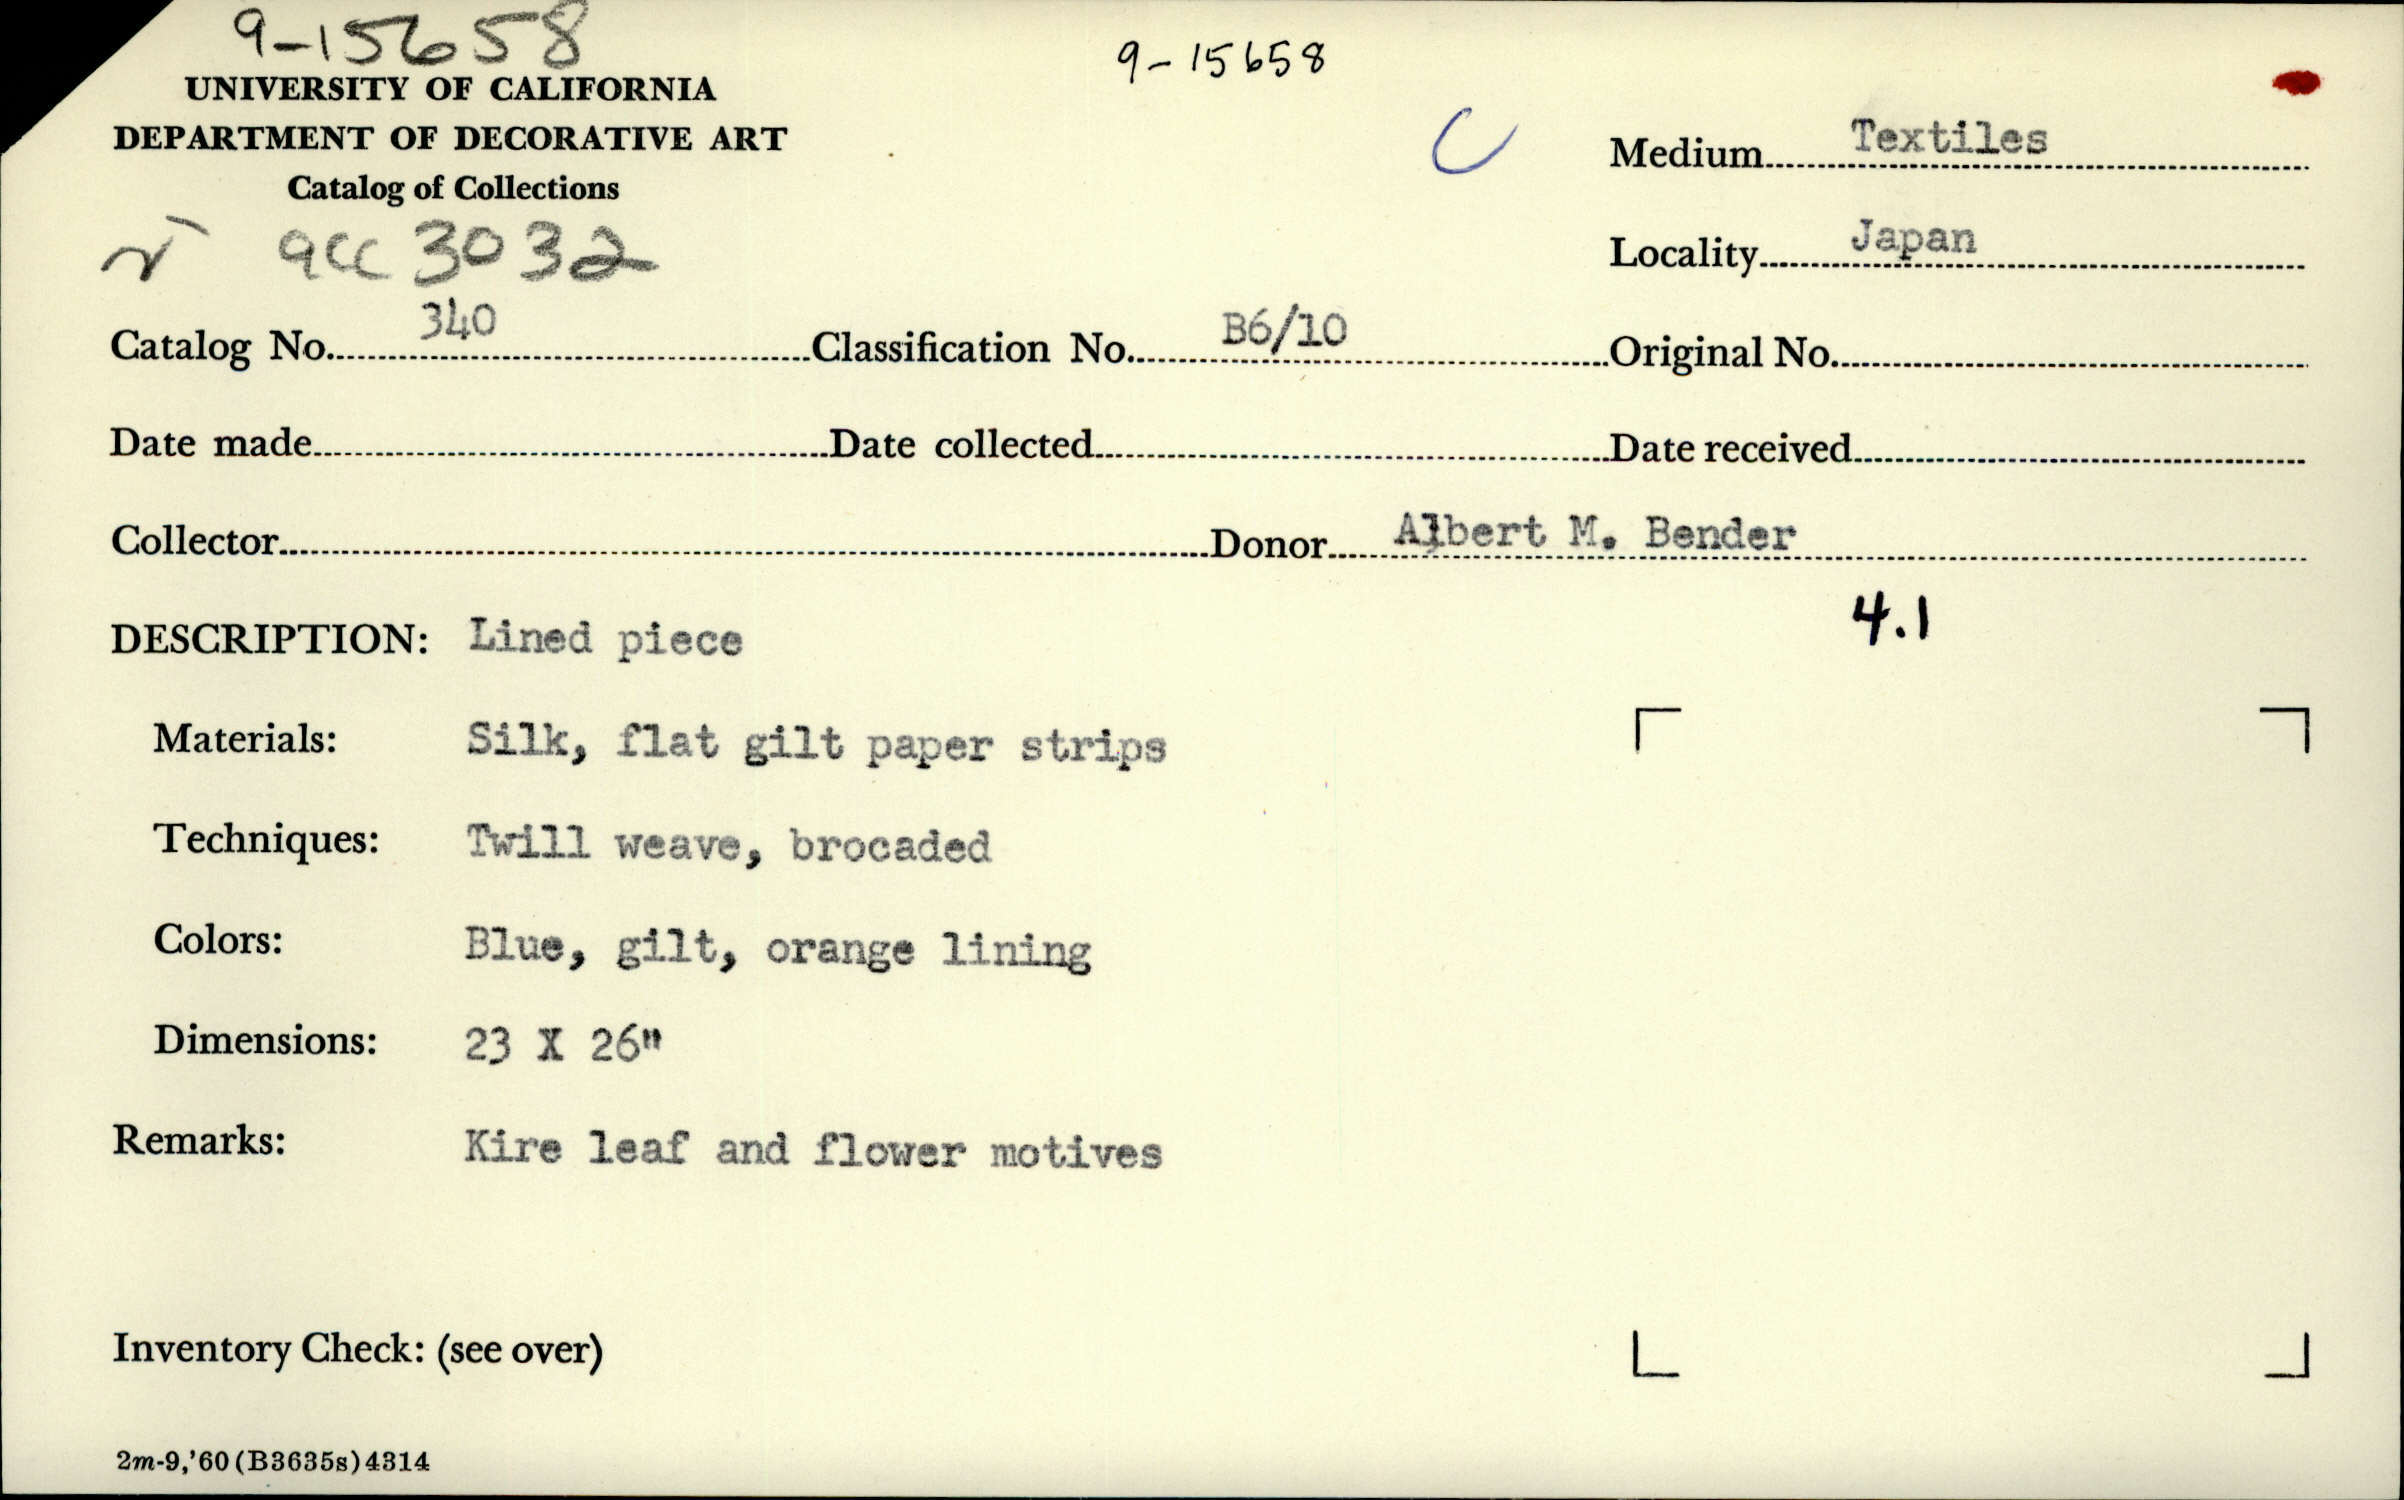 9-15658
9-15658
UNIVERSITY OF CALIFORNIA
DEPARTMENT OF DECORATIVE ART
Catalog of Collections
C
Medium Textiles
acc 3032
Locality Japan
Catalog No. 340 Classification No. B6/10 Original No.
Date made Date collected Date received
Collector Donor Albert M. Bender
DESCRIPTION: Lined piece
4.1
Materials: Silk, flat gilt paper strips
Techniques: Twill weave, brocaded
Colors: Blue, gilt, orange lining
Dimensions: 23 X 26"
Remarks: Kire leaf and flower motives
Inventory Check: (see over)
2m-9,'60(B3635s)4314